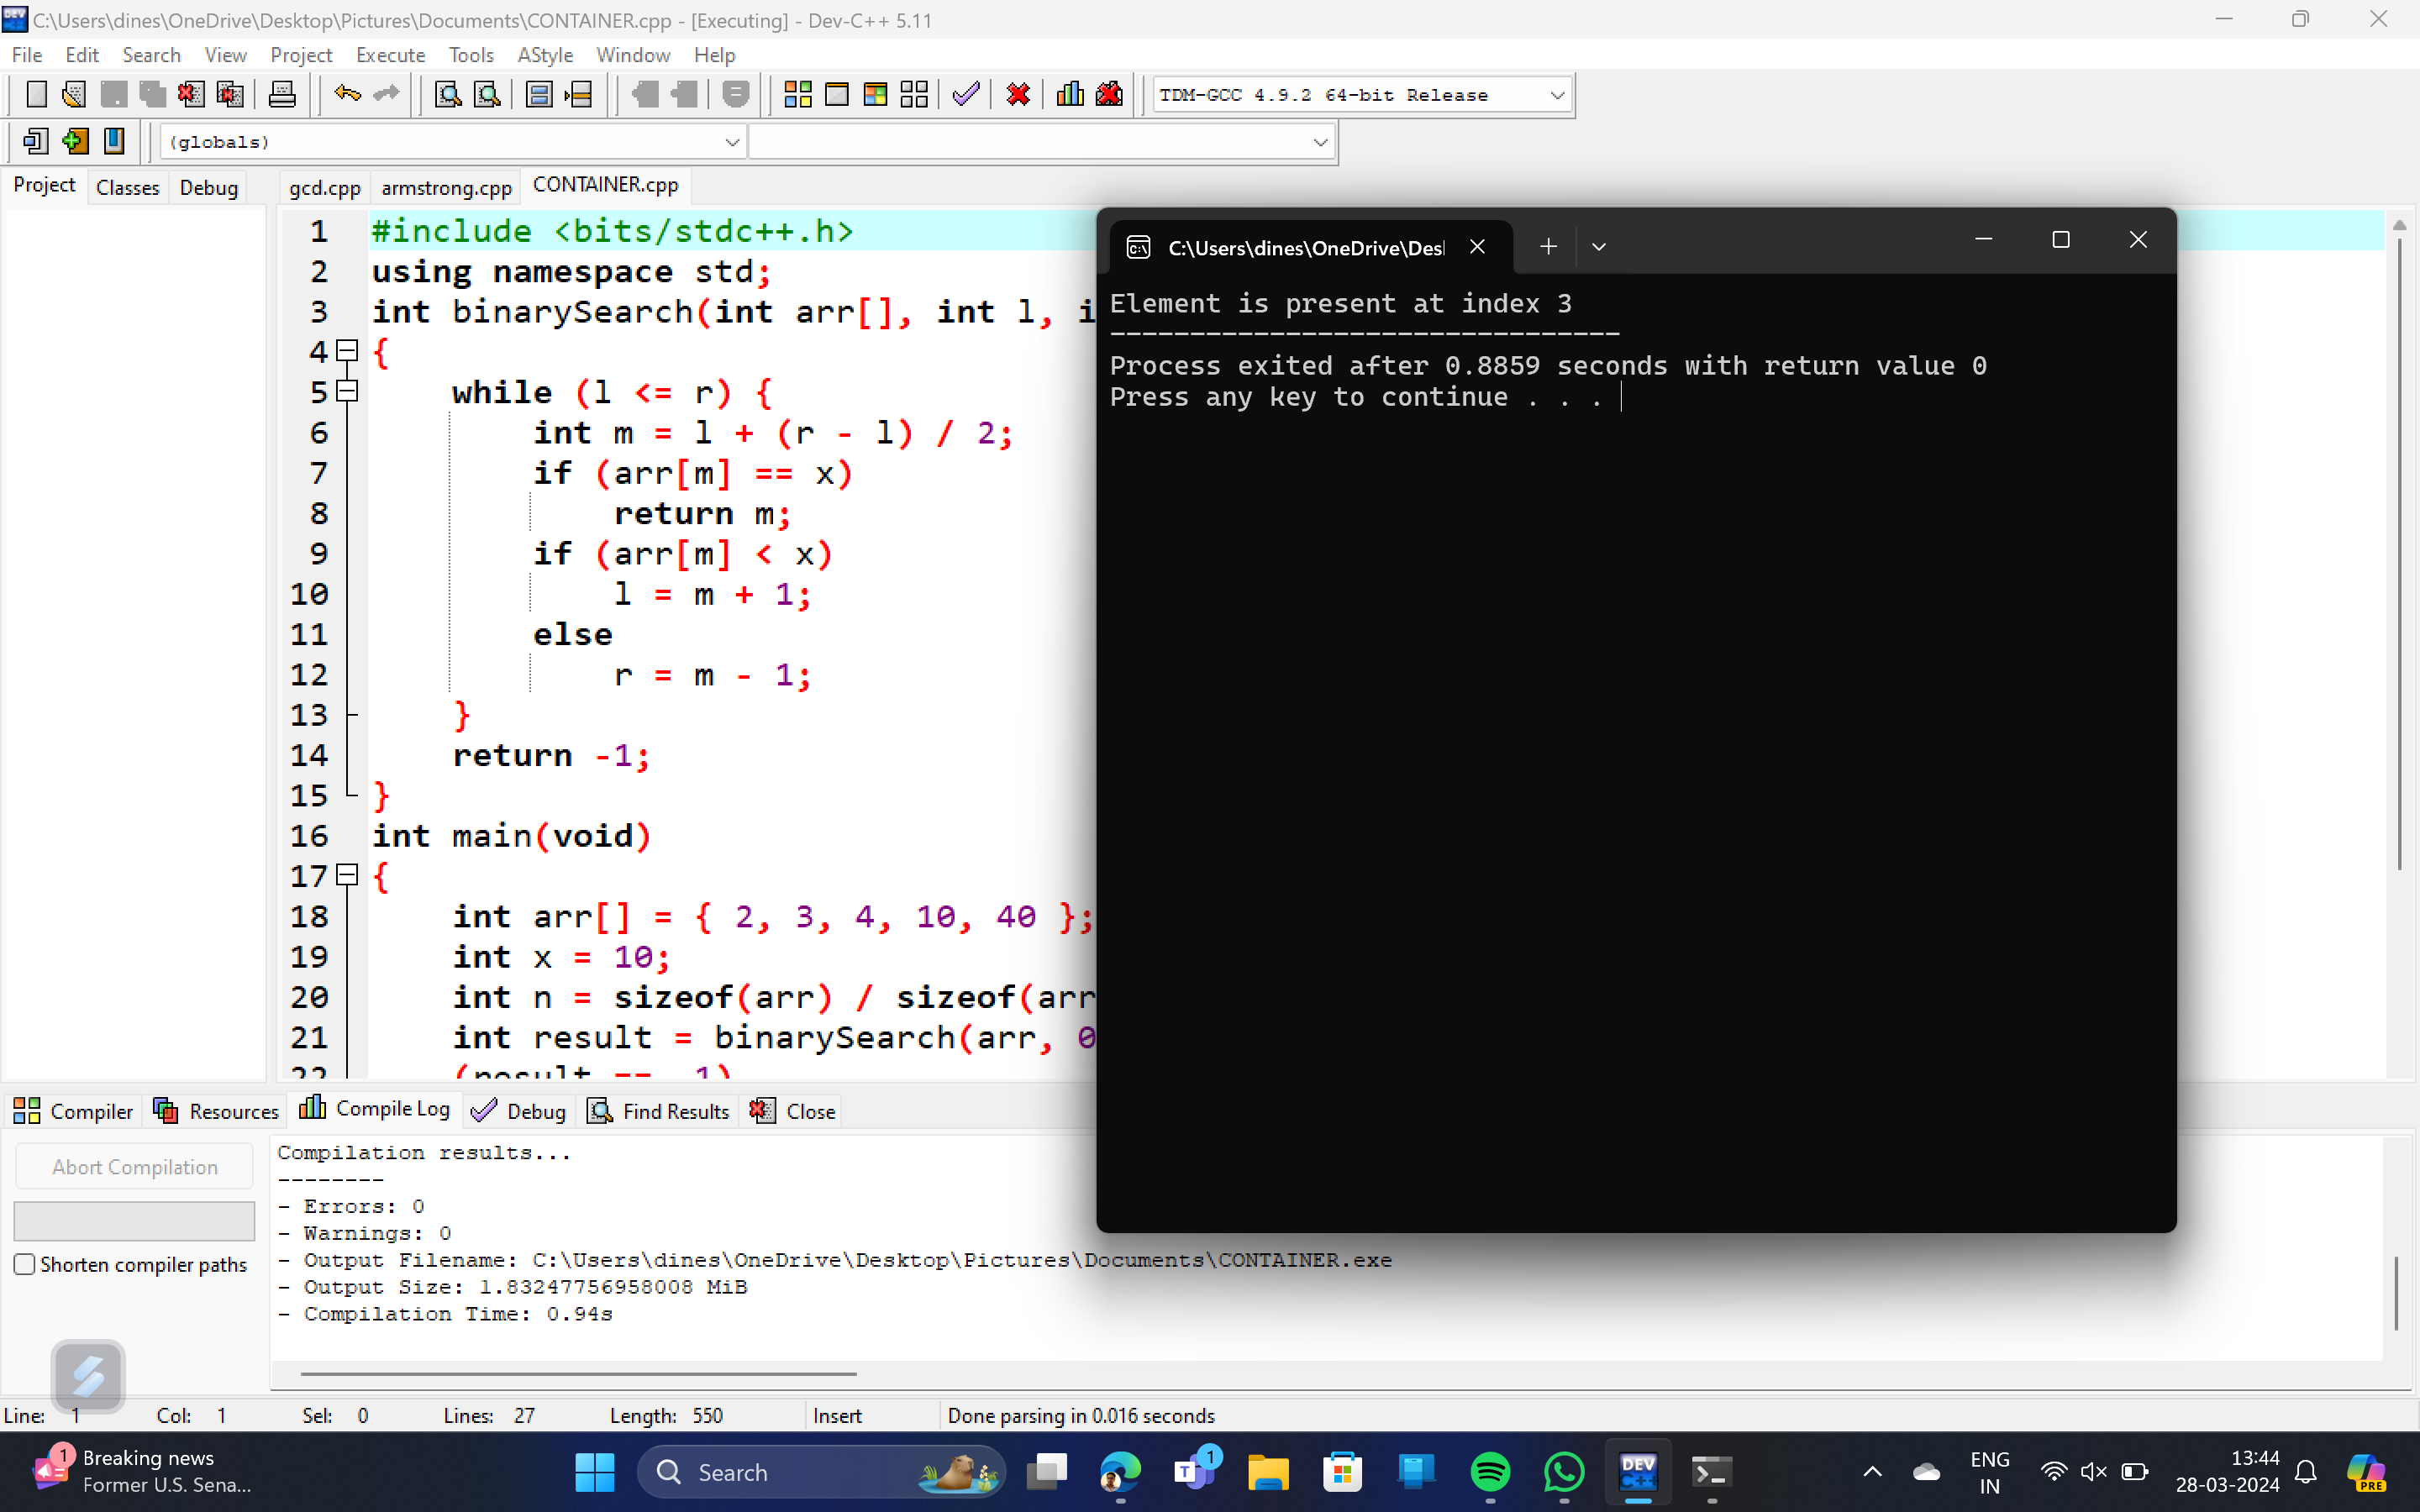 C:\Users\dines\OneDrive\Desktop\Pictures\Documents\CONTAINER.cpp - [Executing] - Dev-C++ 5.11
File Edit Search View Project Execute Tools AStyle Window Help
TDM-GCC 4.9.2 64-bit Release
(globals)
Project Classes Debug
gcd.cpp armstrong.cpp CONTAINER.cpp
1 #include <bits/stdc++.h>
2 using namespace std;
3 int binarySearch(int arr[], int l, i
4 {
5 while (l <= r) {
6 int m = l + (r - l) / 2;
7 if (arr[m] == x)
8 return m;
9 if (arr[m] < x)
10 l = m + 1;
11 else
12 r = m - 1;
13 }
14 return -1;
15 }
16 int main(void)
17 {
18 int arr[] = { 2, 3, 4, 10, 40 };
19 int x = 10;
20 int n = sizeof(arr) / sizeof(arr
21 int result = binarySearch(arr, 0
22 (result == -1)
C:\Users\dines\OneDrive\Des
Element is present at index 3
--------------------------------
Process exited after 0.8859 seconds with return value 0
Press any key to continue . . .
Compiler Resources Compile Log Debug Find Results Close
Abort Compilation
Shorten compiler paths
Compilation results...
--------
- Errors: 0
- Warnings: 0
- Output Filename: C:\Users\dines\OneDrive\Desktop\Pictures\Documents\CONTAINER.exe
- Output Size: 1.83247756958008 MiB
- Compilation Time: 0.94s
Line: 1 Col: 1 Sel: 0 Lines: 27 Length: 550 Insert Done parsing in 0.016 seconds
1
Breaking news
Former U.S. Sena...
Search
1
DEV C++
ENG
IN
13:44
28-03-2024
PRE